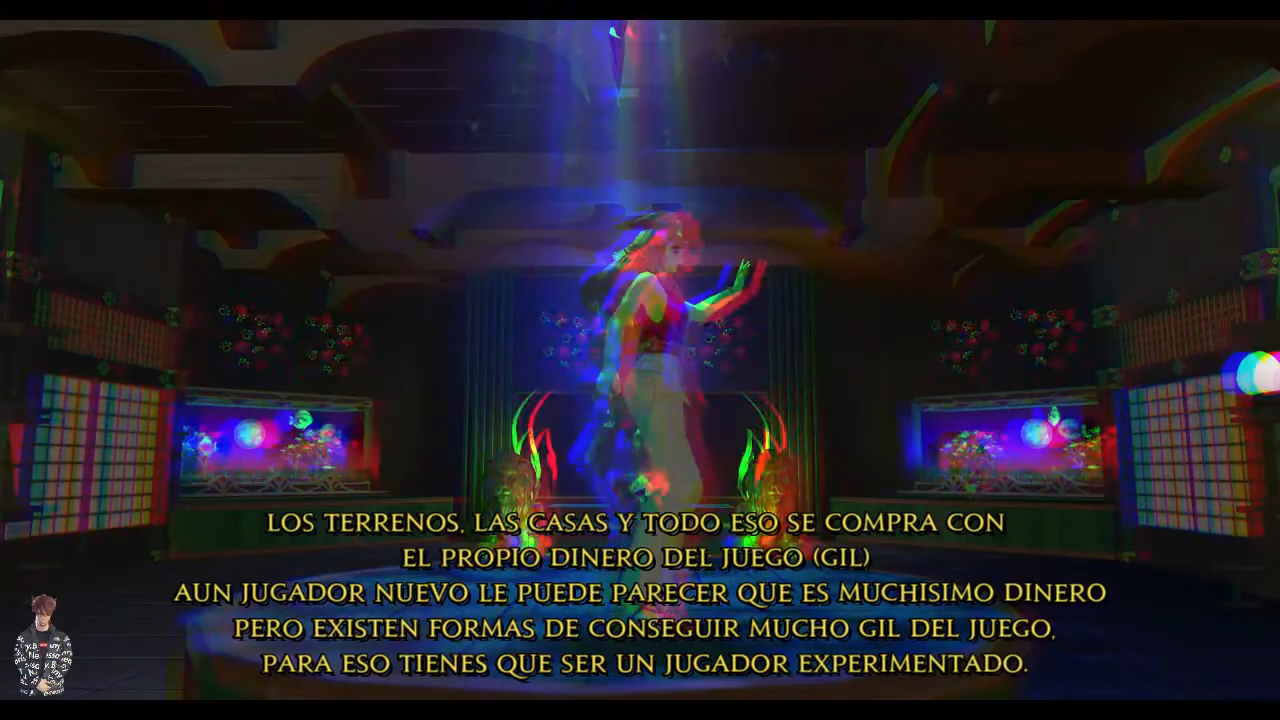 LOS TERRENOS, LAS CASAS Y TODO ESO SE COMPRA CON
EL PROPIO DINERO DEL JUEGO (GIL)
AUN JUGADOR NUEVO LE PUEDE PARECER QUE ES MUCHISIMO DINERO
PERO EXISTEN FORMAS DE CONSEGUIR MUCHO GIL DEL JUEGO,
PARA ESO TIENES QUE SER UN JUGADOR EXPERIMENTADO.